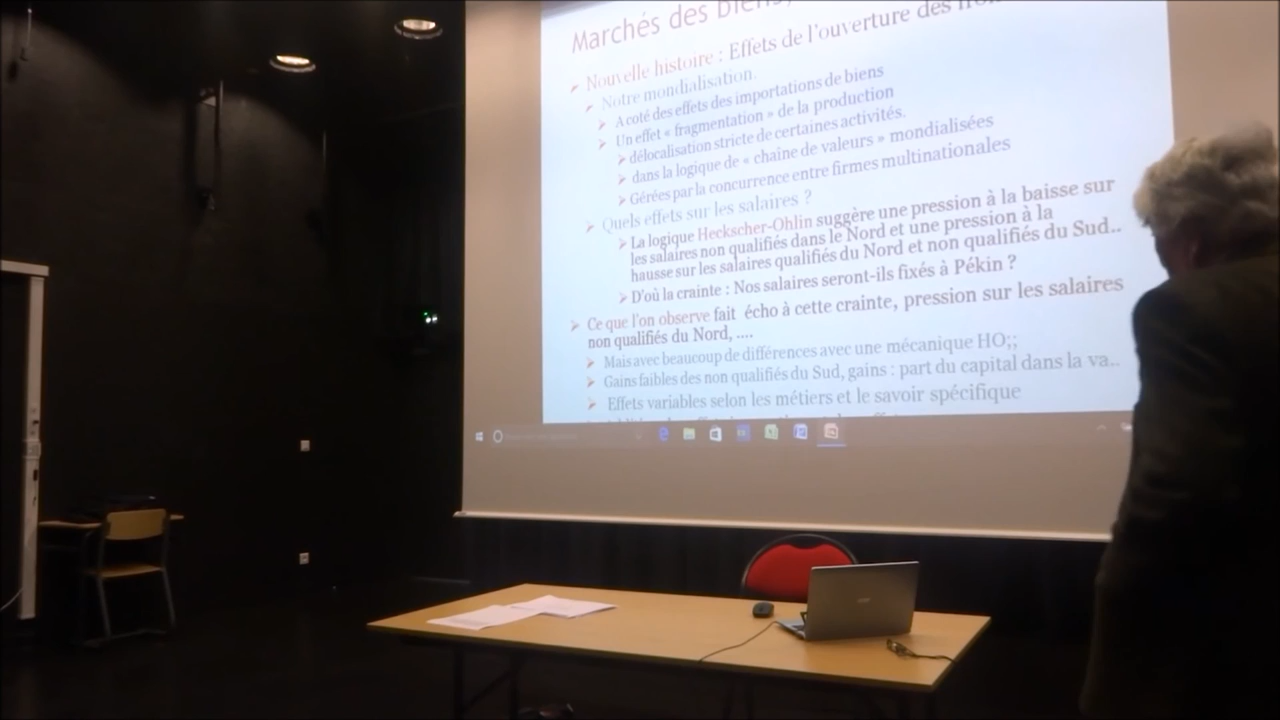 Marchés des biens,
Nouvelle histoire : Effets de l'ouverture des
Notre mondialisation.
A coté des effets des importations de biens
Un effet « fragmentation » de la production
délocalisation stricte de certaines activités.
dans la logique de « chaîne de valeurs » mondialisées
Gérées par la concurrence entre firmes multinationales
Quels effets sur les salaires ?
La logique Heckscher-Ohlin suggère une pression à la baisse sur
les salaires non qualifiés dans le Nord et une pression à la
hausse sur les salaires qualifiés du Nord et non qualifiés du Sud..
D'où la crainte : Nos salaires seront-ils fixés à Pékin ?
Ce que l'on observe fait écho à cette crainte, pression sur les salaires
non qualifiés du Nord, ....
Mais avec beaucoup de différences avec une mécanique HO;;
Gains faibles des non qualifiés du Sud, gains : part du capital dans la va..
Effets variables selon les métiers et le savoir spécifique